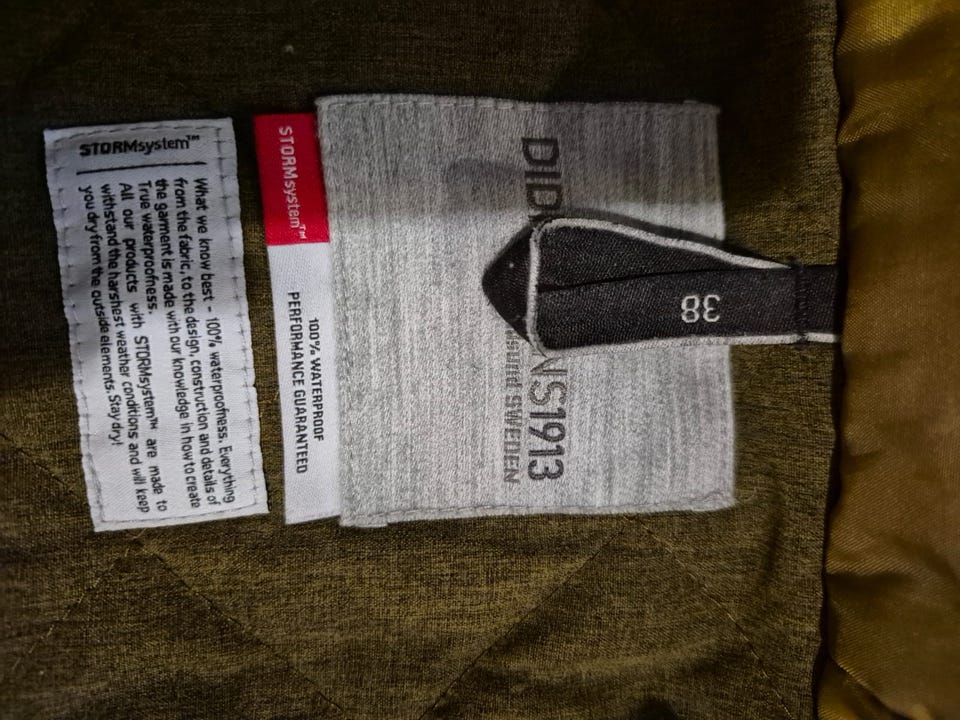 NS1913
SWEDEN
38
STORMsystem™
100% WATERPROOF
PERFORMANCE GUARANTEED
STORMsystem™
What we know best - 100% waterproofness. Everything
from the fabric, to the design, construction and details of
the garment is made with our knowledge in how to create
True waterproofness.
All our products with STORMsystem™ are made to
withstand the harshest weather conditions and will keep
you dry from the outside elements. Stay dry!